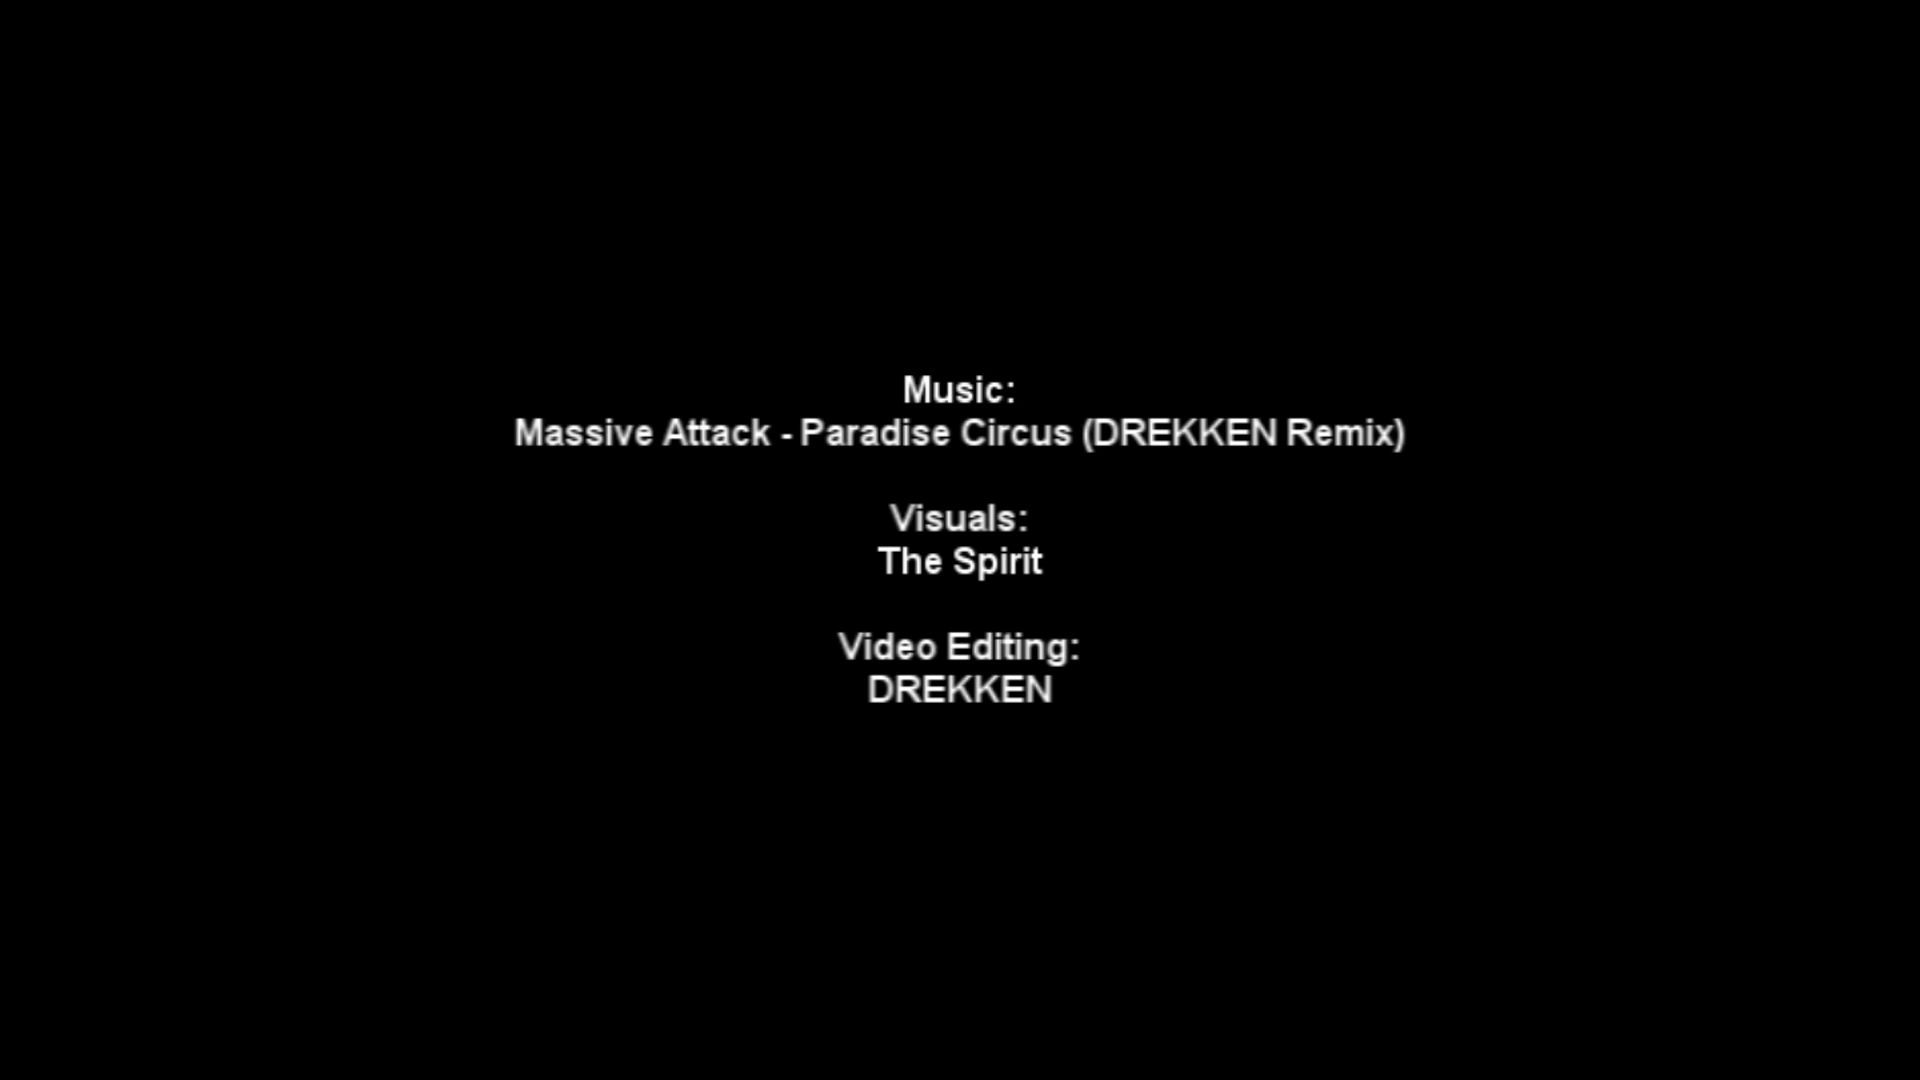 Music:
Massive Attack - Paradise Circus (DREKKEN Remix)
Visuals:
The Spirit
Video Editing:
DREKKEN